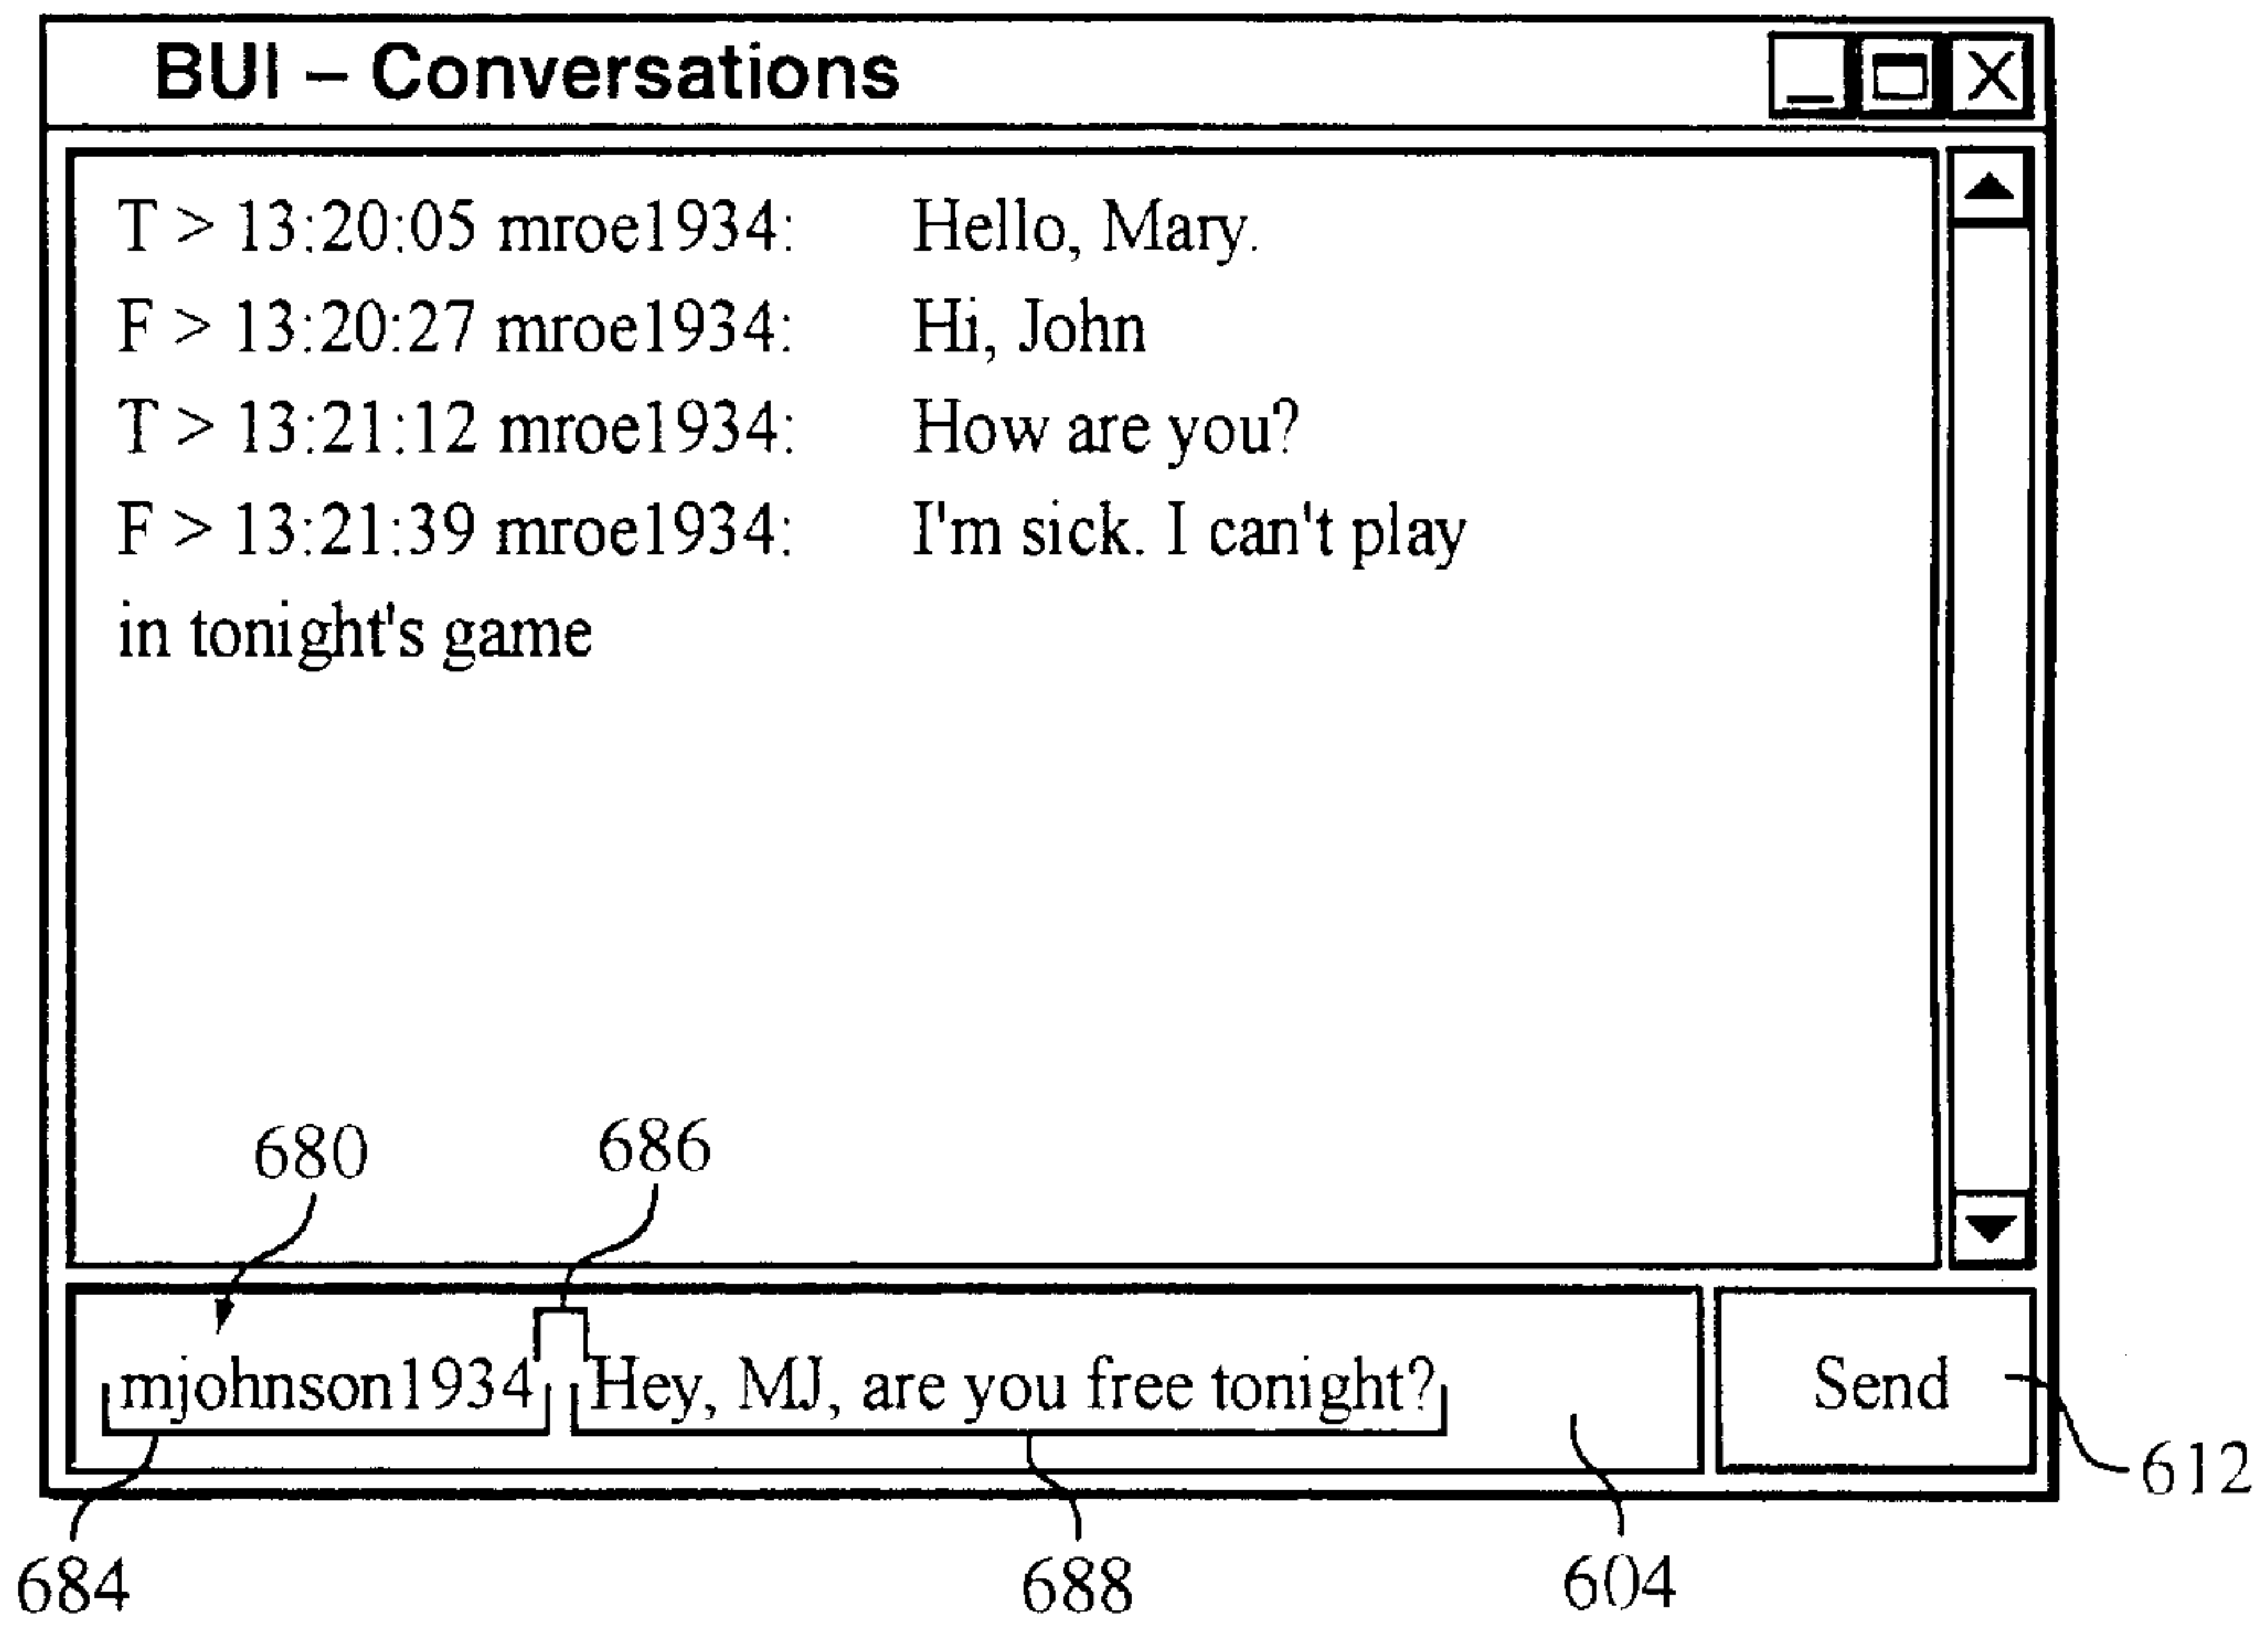 BUI – Conversations
T > 13:20:05 mroe1934: Hello, Mary.
F > 13:20:27 mroe1934: Hi, John
T > 13:21:12 mroe1934: How are you?
F > 13:21:39 mroe1934: I'm sick. I can't play
in tonight's game
680 686
mjohnson1934 Hey, MJ, are you free tonight? Send
612
684 688 604